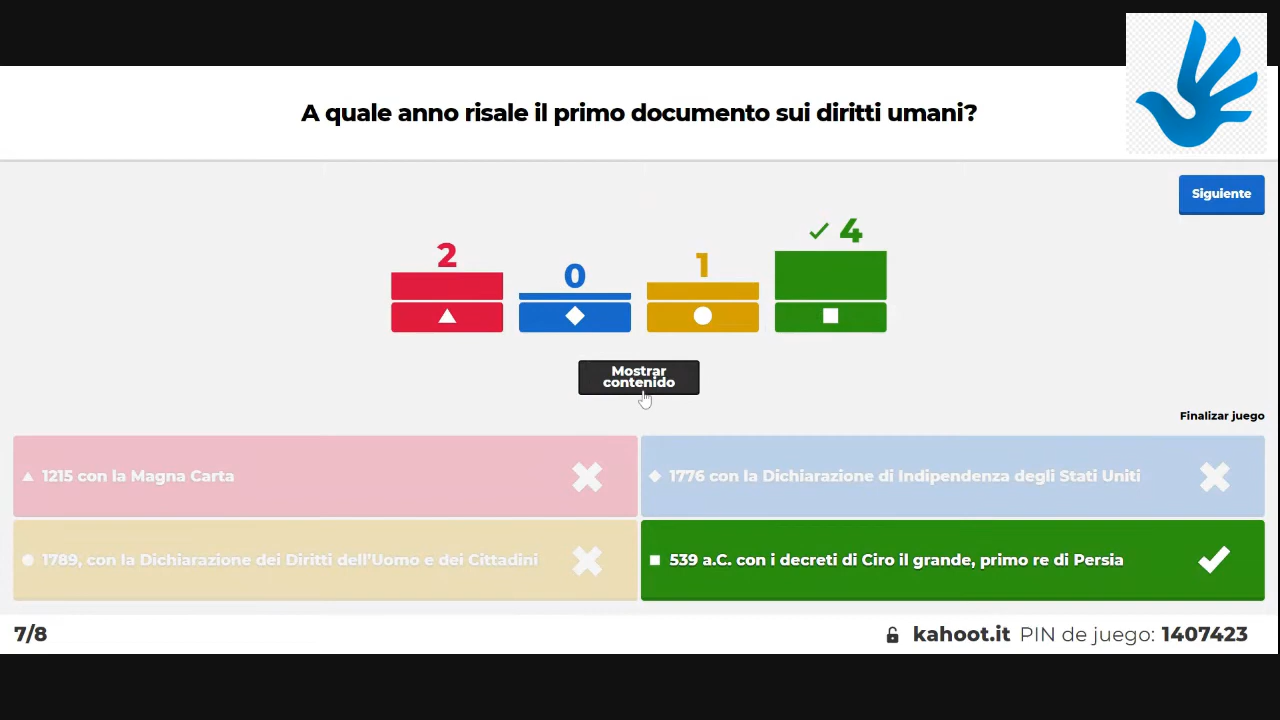 A quale anno risale il primo documento sui diritti umani?
Siguiente
2
0
1
4
Mostrar
contenido
Finalizar juego
1215 con la Magna Carta
1776 con la Dichiarazione di Indipendenza degli Stati Uniti
1789, con la Dichiarazione dei Diritti dell'Uomo e dei Cittadini
539 a.C. con i decreti di Ciro il grande, primo re di Persia
7/8
kahoot.it PIN de juego: 1407423